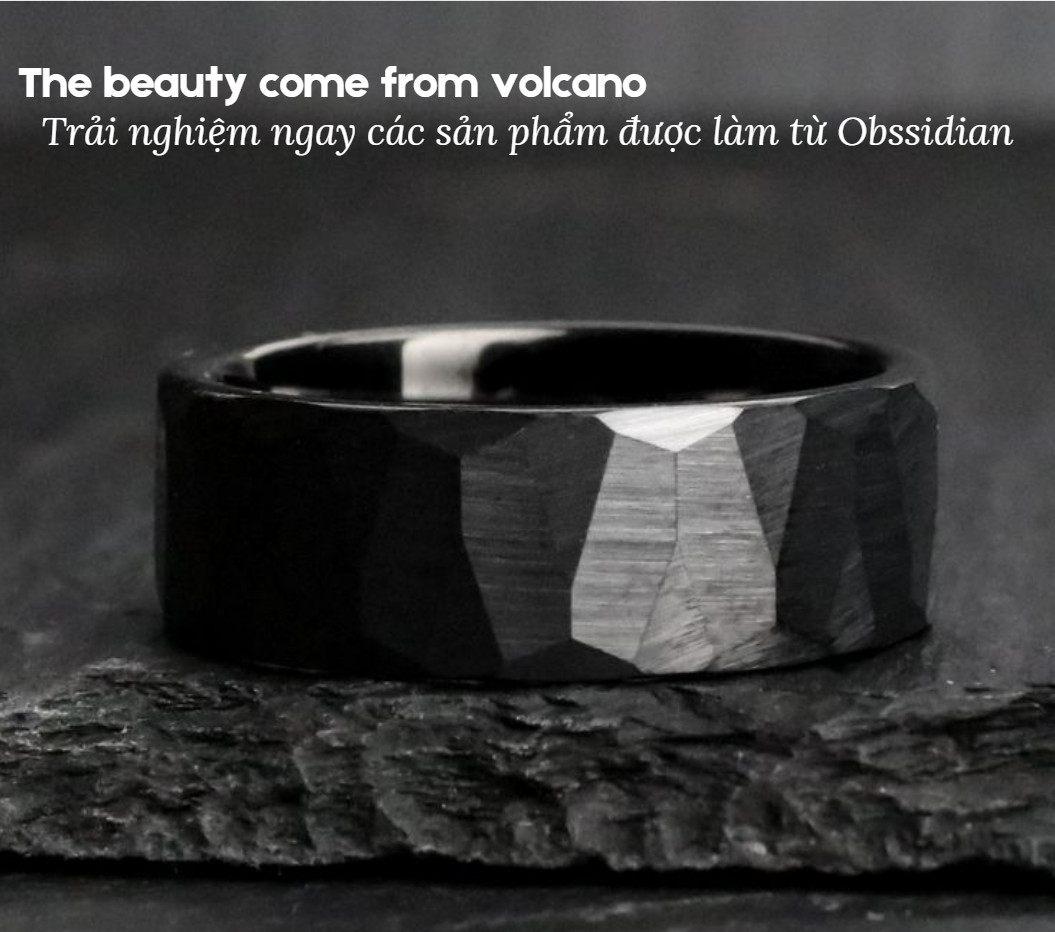 The beauty come from volcano
Trải nghiệm ngay các sản phẩm được làm từ Obssidian